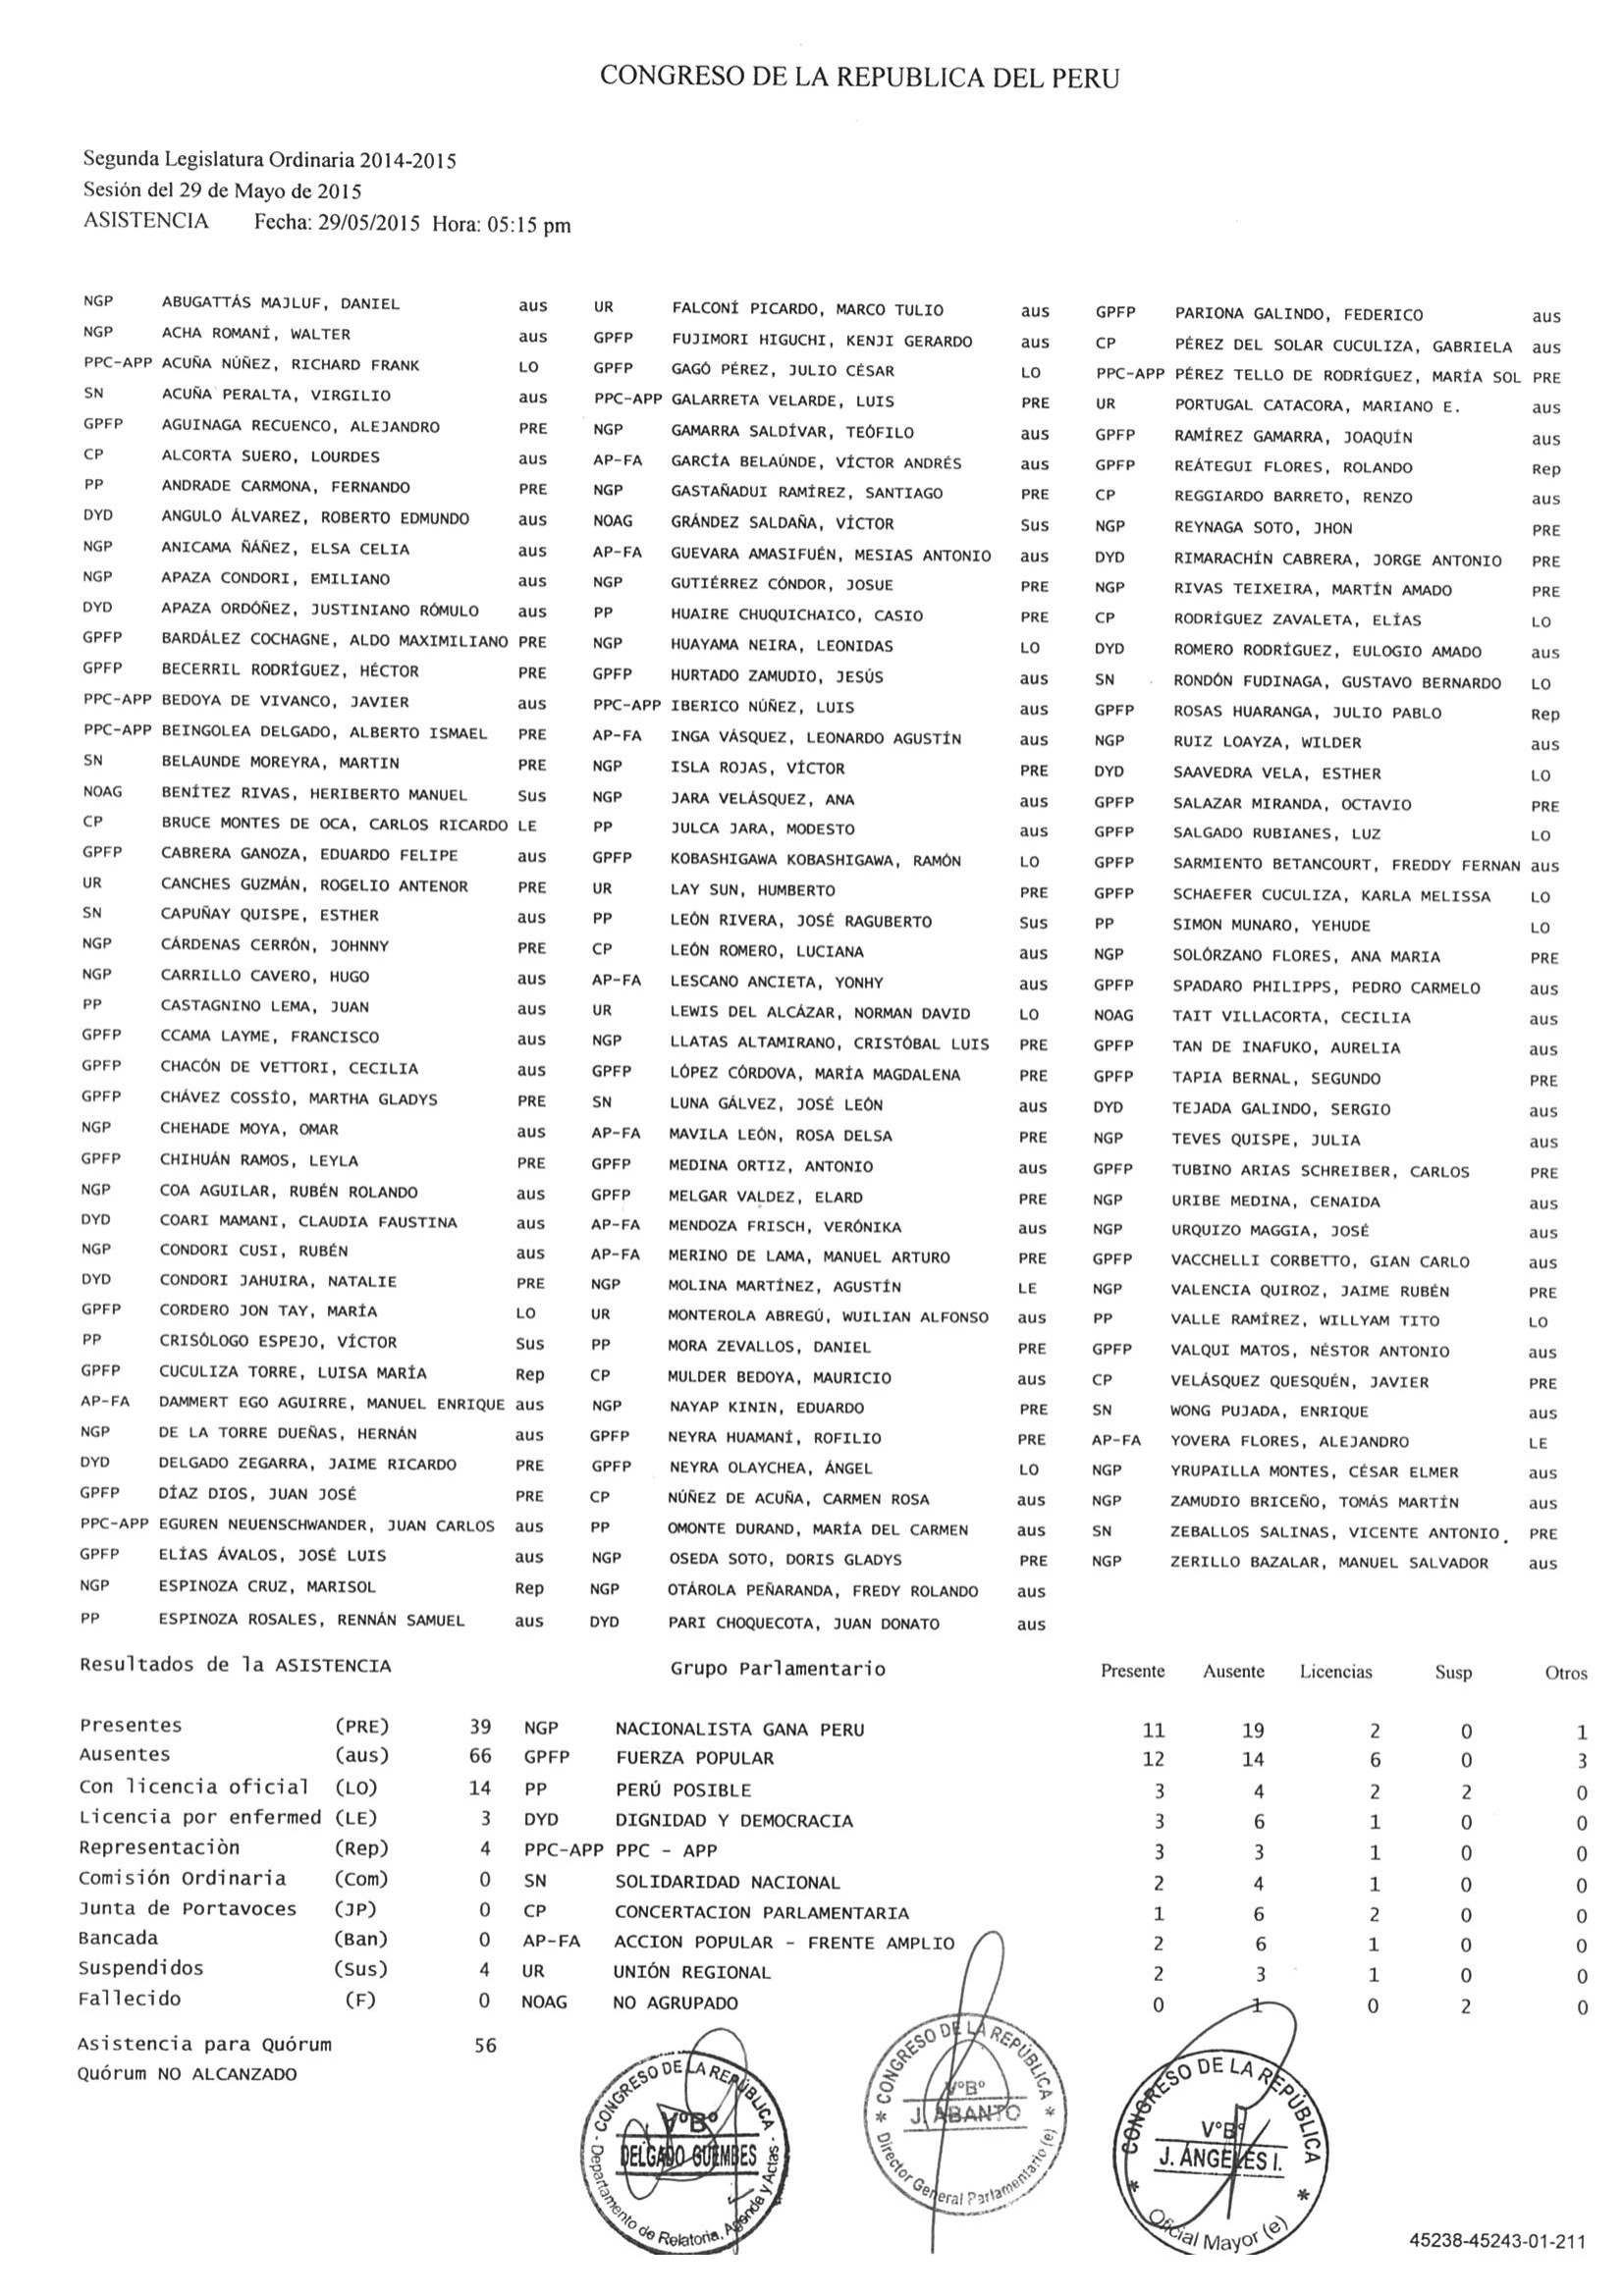 CONGRESO DE LA REPUBLICA DEL PERU
Segunda Legislatura Ordinaria 2014-2015
Sesión del 29 de Mayo de 2015
ASISTENCIA Fecha: 29/05/2015 Hora: 05:15 pm
NGP ABUGATTÁS MAJLUF, DANIEL aus UR FALCONÍ PICARDO, MARCO TULIO aus GPFP PARIONA GALINDO, FEDERICO aus
NGP ACHA ROMANÍ, WALTER aus GPFP FUJIMORI HIGUCHI, KENJI GERARDO aus CP PÉREZ DEL SOLAR CUCULIZA, GABRIELA aus
PPC-APP ACUÑA NÚÑEZ, RICHARD FRANK LO GPFP GAGÓ PÉREZ, JULIO CÉSAR LO PPC-APP PÉREZ TELLO DE RODRÍGUEZ, MARÍA SOL PRE
SN ACUÑA PERALTA, VIRGILIO aus PPC-APP GALARRETA VELARDE, LUIS PRE UR PORTUGAL CATACORA, MARIANO E. aus
GPFP AGUINAGA RECUENCO, ALEJANDRO PRE NGP GAMARRA SALDÍVAR, TEÓFILO aus GPFP RAMÍREZ GAMARRA, JOAQUÍN aus
CP ALCORTA SUERO, LOURDES aus AP-FA GARCÍA BELAÚNDE, VÍCTOR ANDRÉS aus GPFP REÁTEGUI FLORES, ROLANDO Rep
PP ANDRADE CARMONA, FERNANDO PRE NGP GASTAÑADUI RAMÍREZ, SANTIAGO PRE CP REGGIARDO BARRETO, RENZO aus
DYD ANGULO ÁLVAREZ, ROBERTO EDMUNDO aus NOAG GRÁNDEZ SALDAÑA, VÍCTOR Sus NGP REYNAGA SOTO, JHON PRE
NGP ANICAMA ÑÁÑEZ, ELSA CELIA aus AP-FA GUEVARA AMASIFUÉN, MESIAS ANTONIO aus DYD RIMARACHÍN CABRERA, JORGE ANTONIO PRE
NGP APAZA CONDORI, EMILIANO aus NGP GUTIÉRREZ CÓNDOR, JOSUE PRE NGP RIVAS TEIXEIRA, MARTÍN AMADO PRE
DYD APAZA ORDÓÑEZ, JUSTINIANO RÓMULO aus PP HUAIRE CHUQUICHAICO, CASIO PRE CP RODRÍGUEZ ZAVALETA, ELÍAS LO
GPFP BARDÁLEZ COCHAGNE, ALDO MAXIMILIANO PRE NGP HUAYAMA NEIRA, LEONIDAS LO DYD ROMERO RODRÍGUEZ, EULOGIO AMADO aus
GPFP BECERRIL RODRÍGUEZ, HÉCTOR PRE GPFP HURTADO ZAMUDIO, JESÚS aus SN RONDÓN FUDINAGA, GUSTAVO BERNARDO LO
PPC-APP BEDOYA DE VIVANCO, JAVIER aus PPC-APP IBERICO NÚÑEZ, LUIS aus GPFP ROSAS HUARANGA, JULIO PABLO Rep
PPC-APP BEINGOLEA DELGADO, ALBERTO ISMAEL PRE AP-FA INGA VÁSQUEZ, LEONARDO AGUSTÍN aus NGP RUIZ LOAYZA, WILDER aus
SN BELAUNDE MOREYRA, MARTIN PRE NGP ISLA ROJAS, VÍCTOR PRE DYD SAAVEDRA VELA, ESTHER LO
NOAG BENÍTEZ RIVAS, HERIBERTO MANUEL Sus NGP JARA VELÁSQUEZ, ANA aus GPFP SALAZAR MIRANDA, OCTAVIO PRE
CP BRUCE MONTES DE OCA, CARLOS RICARDO LE PP JULCA JARA, MODESTO aus GPFP SALGADO RUBIANES, LUZ LO
GPFP CABRERA GANOZA, EDUARDO FELIPE aus GPFP KOBASHIGAWA KOBASHIGAWA, RAMÓN LO GPFP SARMIENTO BETANCOURT, FREDDY FERNAN aus
UR CANCHES GUZMÁN, ROGELIO ANTENOR PRE UR LAY SUN, HUMBERTO PRE GPFP SCHAEFER CUCULIZA, KARLA MELISSA LO
SN CAPUÑAY QUISPE, ESTHER aus PP LEÓN RIVERA, JOSÉ RAGUBERTO Sus PP SIMON MUNARO, YEHUDE LO
NGP CÁRDENAS CERRÓN, JOHNNY PRE CP LEÓN ROMERO, LUCIANA aus NGP SOLÓRZANO FLORES, ANA MARIA PRE
NGP CARRILLO CAVERO, HUGO aus AP-FA LESCANO ANCIETA, YONHY aus GPFP SPADARO PHILIPPS, PEDRO CARMELO aus
PP CASTAGNINO LEMA, JUAN aus UR LEWIS DEL ALCÁZAR, NORMAN DAVID LO NOAG TAIT VILLACORTA, CECILIA aus
GPFP CCAMA LAYME, FRANCISCO aus NGP LLATAS ALTAMIRANO, CRISTÓBAL LUIS PRE GPFP TAN DE INAFUKO, AURELIA aus
GPFP CHACÓN DE VETTORI, CECILIA aus GPFP LÓPEZ CÓRDOVA, MARÍA MAGDALENA PRE GPFP TAPIA BERNAL, SEGUNDO PRE
GPFP CHÁVEZ COSSÍO, MARTHA GLADYS PRE SN LUNA GÁLVEZ, JOSÉ LEÓN aus DYD TEJADA GALINDO, SERGIO aus
NGP CHEHADE MOYA, OMAR aus AP-FA MAVILA LEÓN, ROSA DELSA PRE NGP TEVES QUISPE, JULIA aus
GPFP CHIHUÁN RAMOS, LEYLA PRE GPFP MEDINA ORTIZ, ANTONIO aus GPFP TUBINO ARIAS SCHREIBER, CARLOS PRE
NGP COA AGUILAR, RUBÉN ROLANDO aus GPFP MELGAR VALDEZ, ELARD PRE NGP URIBE MEDINA, CENAIDA aus
DYD COARI MAMANI, CLAUDIA FAUSTINA aus AP-FA MENDOZA FRISCH, VERÓNIKA aus NGP URQUIZO MAGGIA, JOSÉ aus
NGP CONDORI CUSI, RUBÉN aus AP-FA MERINO DE LAMA, MANUEL ARTURO PRE GPFP VACCHELLI CORBETTO, GIAN CARLO aus
DYD CONDORI JAHUIRA, NATALIE PRE NGP MOLINA MARTÍNEZ, AGUSTÍN LE NGP VALENCIA QUIROZ, JAIME RUBÉN PRE
GPFP CORDERO JON TAY, MARÍA LO UR MONTEROLA ABREGÚ, WUILIAN ALFONSO aus PP VALLE RAMÍREZ, WILLYAM TITO LO
PP CRISÓLOGO ESPEJO, VÍCTOR Sus PP MORA ZEVALLOS, DANIEL PRE GPFP VALQUI MATOS, NÉSTOR ANTONIO aus
GPFP CUCULIZA TORRE, LUISA MARÍA Rep CP MULDER BEDOYA, MAURICIO aus CP VELÁSQUEZ QUESQUÉN, JAVIER PRE
AP-FA DAMMERT EGO AGUIRRE, MANUEL ENRIQUE aus NGP NAYAP KININ, EDUARDO PRE SN WONG PUJADA, ENRIQUE aus
NGP DE LA TORRE DUEÑAS, HERNÁN aus GPFP NEYRA HUAMANÍ, ROFILIO PRE AP-FA YOVERA FLORES, ALEJANDRO LE
DYD DELGADO ZEGARRA, JAIME RICARDO PRE GPFP NEYRA OLAYCHEA, ÁNGEL LO NGP YRUPAILLA MONTES, CÉSAR ELMER aus
GPFP DÍAZ DIOS, JUAN JOSÉ PRE CP NÚÑEZ DE ACUÑA, CARMEN ROSA aus NGP ZAMUDIO BRICEÑO, TOMÁS MARTÍN aus
PPC-APP EGUREN NEUENSCHWANDER, JUAN CARLOS aus PP OMONTE DURAND, MARÍA DEL CARMEN aus SN ZEBALLOS SALINAS, VICENTE ANTONIO PRE
GPFP ELÍAS ÁVALOS, JOSÉ LUIS aus NGP OSEDA SOTO, DORIS GLADYS PRE NGP ZERILLO BAZALAR, MANUEL SALVADOR aus
NGP ESPINOZA CRUZ, MARISOL Rep NGP OTÁROLA PEÑARANDA, FREDY ROLANDO aus
PP ESPINOZA ROSALES, RENNÁN SAMUEL aus DYD PARI CHOQUECOTA, JUAN DONATO aus
Resultados de la ASISTENCIA Grupo Parlamentario Presente Ausente Licencias Susp Otros
Presentes (PRE) 39 NGP NACIONALISTA GANA PERU 11 19 2 0 1
Ausentes (aus) 66 GPFP FUERZA POPULAR 12 14 6 0 3
Con licencia oficial (LO) 14 PP PERÚ POSIBLE 3 4 2 2 0
Licencia por enfermed (LE) 3 DYD DIGNIDAD Y DEMOCRACIA 3 6 1 0 0
Representaciòn (Rep) 4 PPC-APP PPC - APP 3 3 1 0 0
Comisión Ordinaria (Com) 0 SN SOLIDARIDAD NACIONAL 2 4 1 0 0
Junta de Portavoces (JP) 0 CP CONCERTACION PARLAMENTARIA 1 6 2 0 0
Bancada (Ban) 0 AP-FA ACCION POPULAR - FRENTE AMPLIO 2 6 1 0 0
Suspendidos (Sus) 4 UR UNIÓN REGIONAL 2 3 1 0 0
Fallecido (F) 0 NOAG NO AGRUPADO 0 1 0 2 0
Asistencia para Quórum 56
Quórum NO ALCANZADO
- CONGRESO DE LA REPÚBLICA -
V°B°
DELGADO GUEMBES
Departamento de Relatoría, Agenda y Actas
* CONGRESO DE LA REPÚBLICA *
V°B°
J. ABANTO
Director General Parlamentario (e)
* CONGRESO DE LA REPÚBLICA *
V°B°
J. ÁNGELES I.
Oficial Mayor (e)
45238-45243-01-211